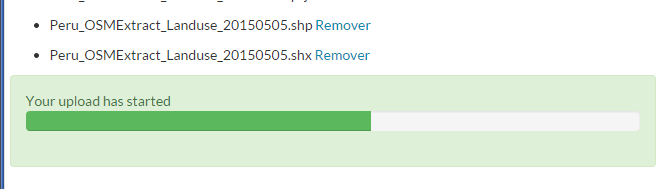 Peru_OSMExtract_Landuse_20150505.shp Remover
Peru_OSMExtract_Landuse_20150505.shx Remover
Your upload has started